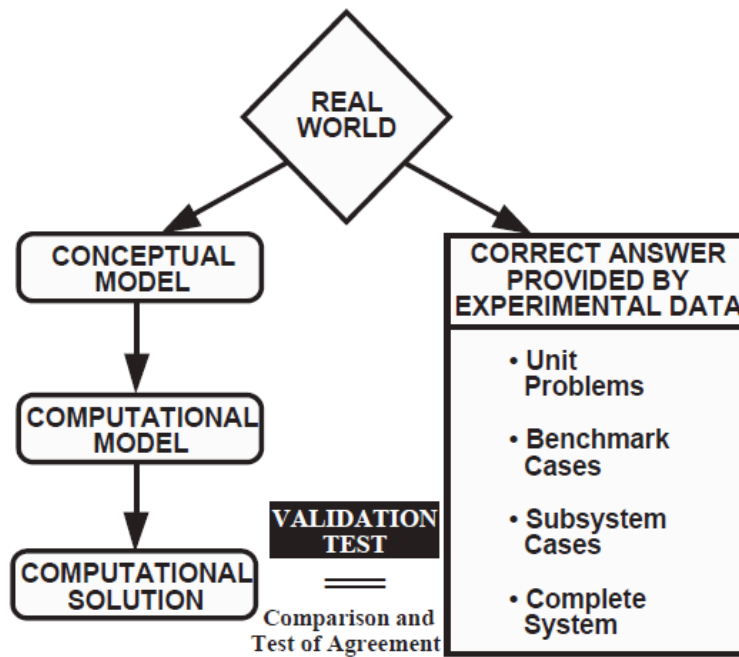 REAL
WORLD
CONCEPTUAL
MODEL
COMPUTATIONAL
MODEL
COMPUTATIONAL
SOLUTION
VALIDATION
TEST
Comparison and
Test of Agreement
CORRECT ANSWER
PROVIDED BY
EXPERIMENTAL DATA
• Unit
Problems
• Benchmark
Cases
• Subsystem
Cases
• Complete
System